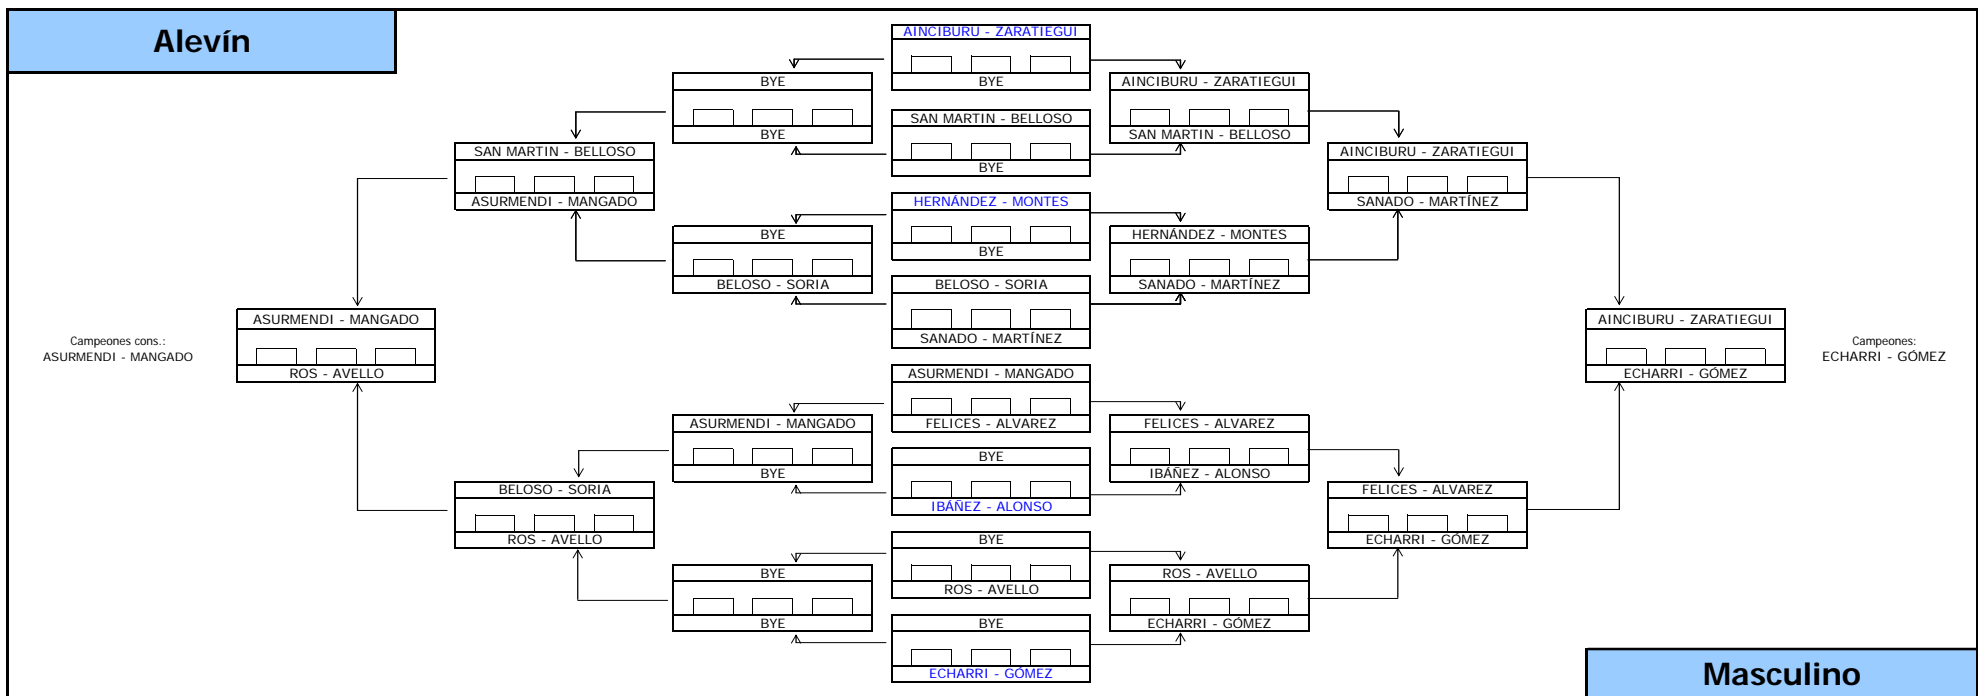 Alevín
AINCIBURU - ZARATIEGUI
BYE
SAN MARTIN - BELLOSO
BYE
HERNÁNDEZ - MONTES
BYE
BELOSO - SORIA
SANADO - MARTÍNEZ
ASURMENDI - MANGADO
FELICES - ALVAREZ
BYE
IBÁÑEZ - ALONSO
BYE
ROS - AVELLO
BYE
ECHARRI - GÓMEZ
BYE
BYE
BYE
BELOSO - SORIA
ASURMENDI - MANGADO
BYE
BYE
BYE
SAN MARTIN - BELLOSO
ASURMENDI - MANGADO
BELOSO - SORIA
ROS - AVELLO
ASURMENDI - MANGADO
ROS - AVELLO
Campeones cons.:
ASURMENDI - MANGADO
AINCIBURU - ZARATIEGUI
SAN MARTIN - BELLOSO
HERNÁNDEZ - MONTES
SANADO - MARTÍNEZ
FELICES - ALVAREZ
IBÁÑEZ - ALONSO
ROS - AVELLO
ECHARRI - GÓMEZ
AINCIBURU - ZARATIEGUI
SANADO - MARTÍNEZ
FELICES - ALVAREZ
ECHARRI - GÓMEZ
AINCIBURU - ZARATIEGUI
ECHARRI - GÓMEZ
Campeones:
ECHARRI - GÓMEZ
Masculino